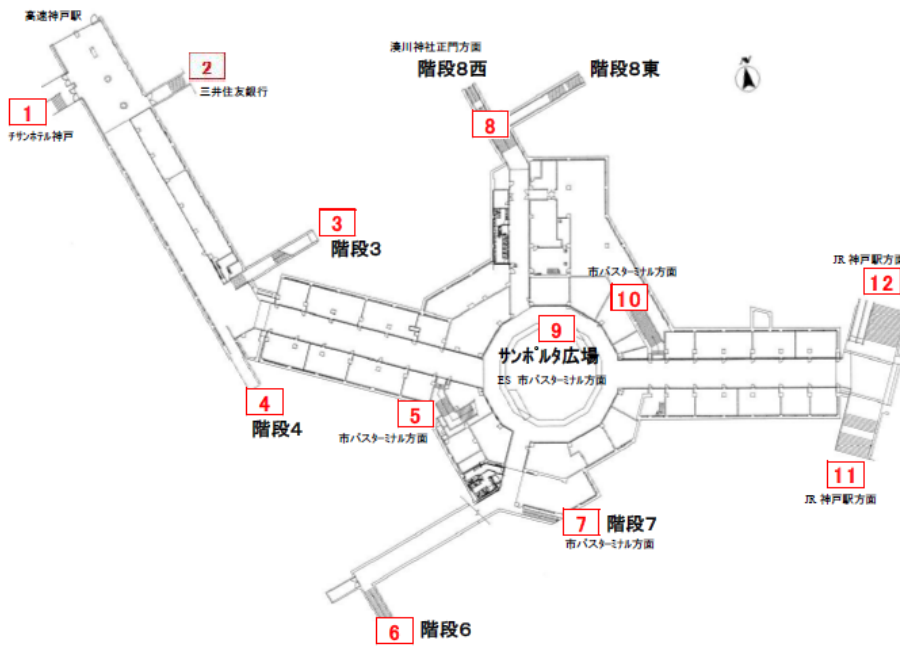 高速神戸駅
2
三井住友銀行
1
チサンホテル神戸
湊川神社正門方面
階段8西
階段8東
8
N
3
階段3
JR 神戸駅方面
12
市バスターミナル方面
10
9
サンポルタ広場
ES 市バスターミナル方面
4
階段4
5
市バスターミナル方面
11
JR 神戸駅方面
7 階段7
市バスターミナル方面
6 階段6